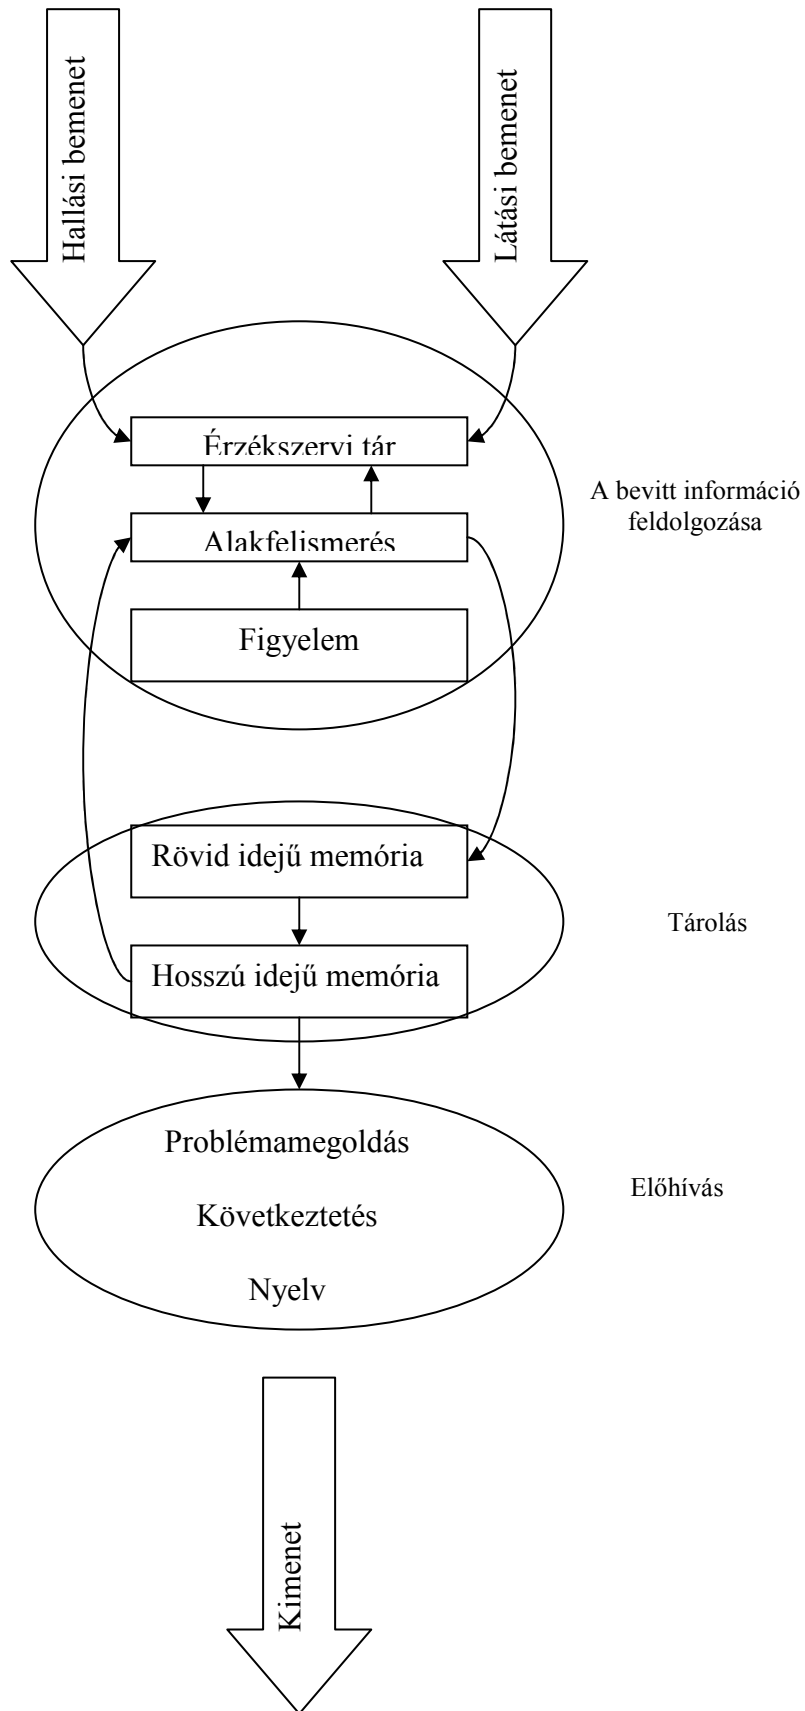 Hallási bemenet
Látási bemenet
Érzékszervi tár
Alakfelismerés
Figyelem
A bevitt információ
feldolgozása
Rövid idejű memória
Hosszú idejű memória
Tárolás
Problémamegoldás
Következtetés
Nyelv
Előhívás
Kimenet